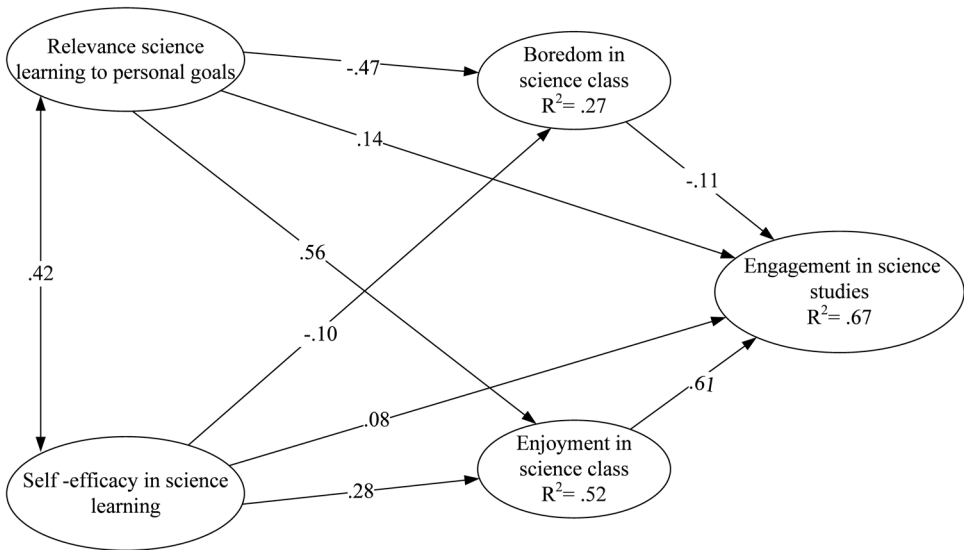 Relevance science
learning to personal goals
-.47
Boredom in
science class
R²= .27
.14
-.11
.56
.42
Engagement in science
studies
R²= .67
-.10
.61
.08
Enjoyment in
science class
R²= .52
Self -efficacy in science
learning
.28